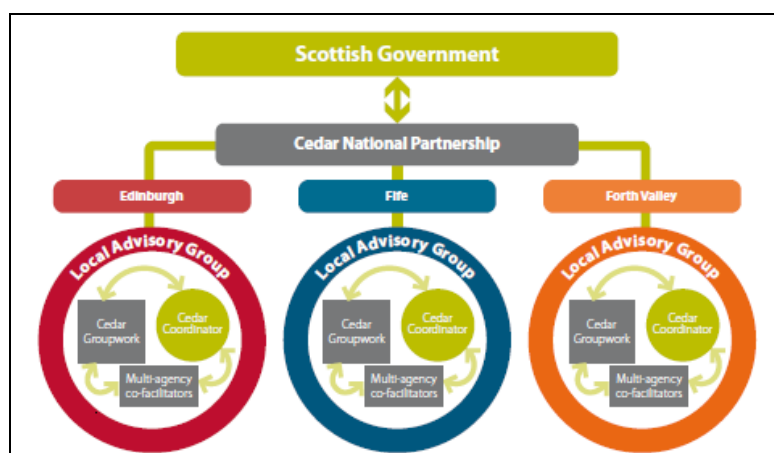 Scottish Government
Cedar National Partnership
Edinburgh
Fife
Forth Valley
Local Advisory Group
Cedar
Groupwork
Cedar
Coordinator
Multi-agency
co-facilitators
Local Advisory Group
Cedar
Groupwork
Cedar
Coordinator
Multi-agency
co-facilitators
Local Advisory Group
Cedar
Groupwork
Cedar
Coordinator
Multi-agency
co-facilitators